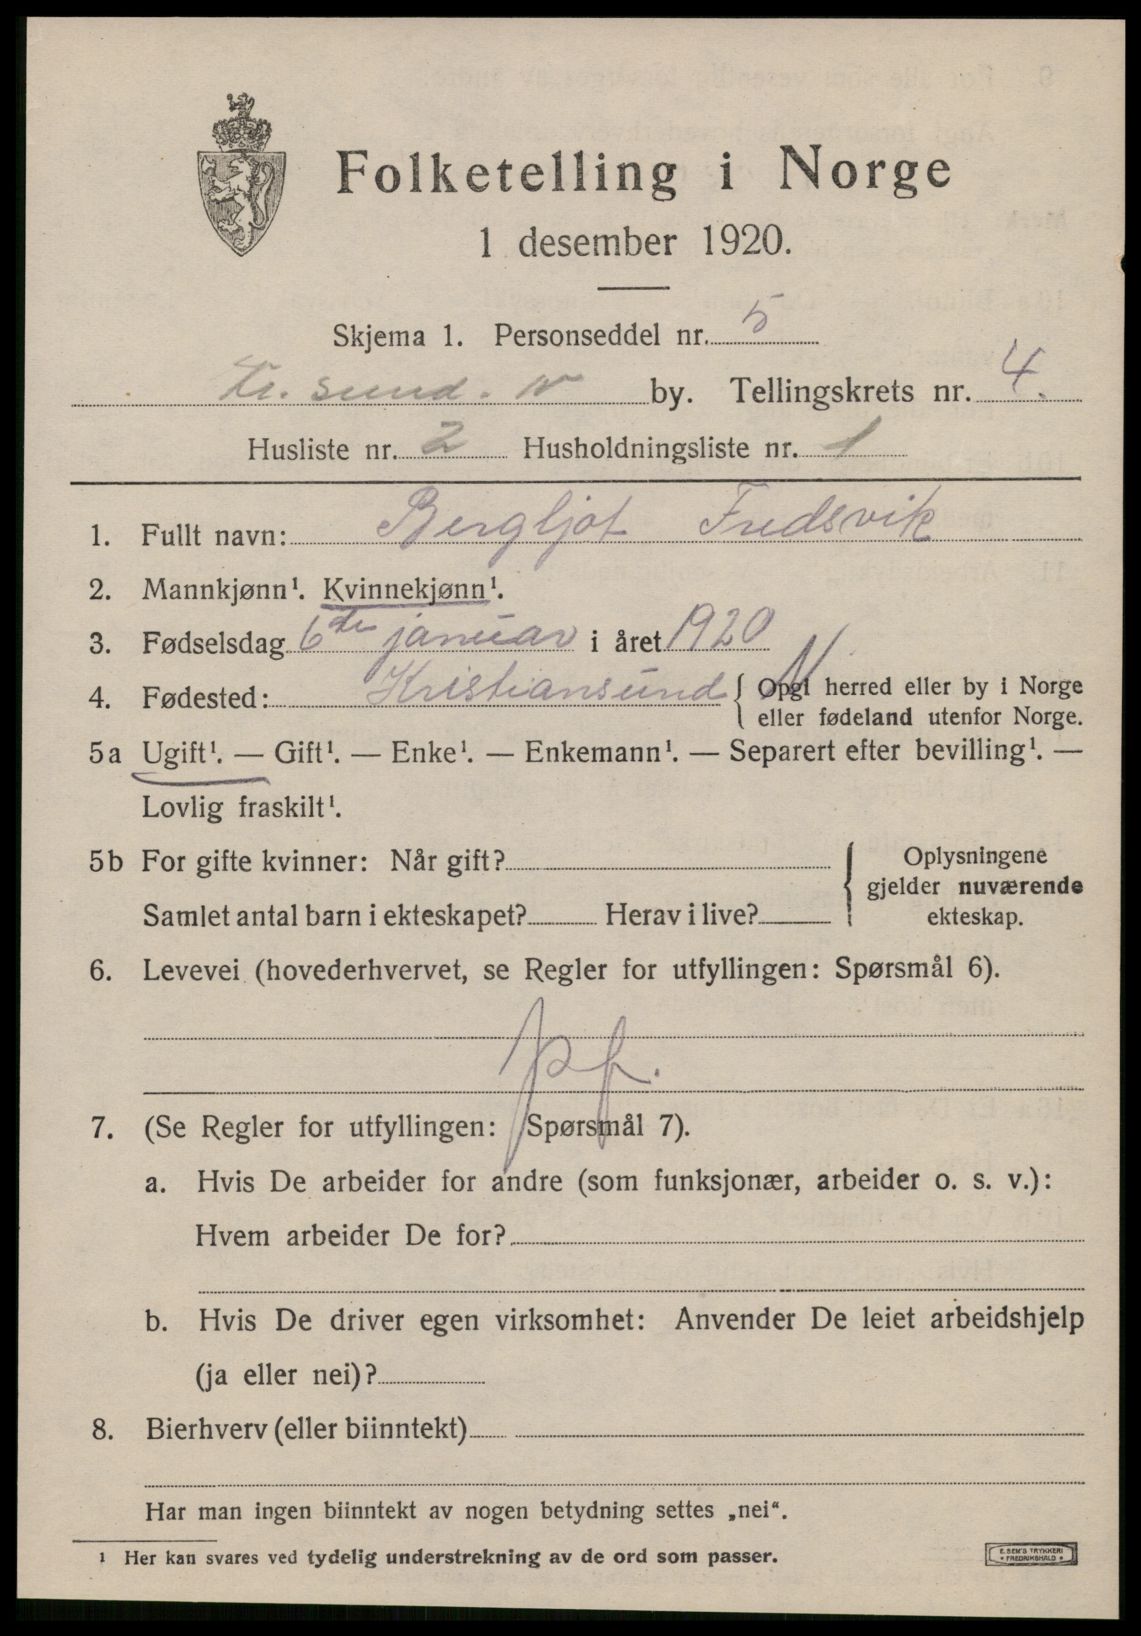 Folketelling i Norge
1 desember 1920.
Skjema 1. Personseddel nr. 5
Kr. sund. N by. Tellingskrets nr. 4.
Husliste nr. 2 Husholdningsliste nr. 1
1. Fullt navn: Bergljot Fredsvik
2. Mannkjønn¹. Kvinnekjønn¹.
3. Fødselsdag 6te januar i året 1920
4. Fødested: Kristiansund N. { Opgi herred eller by i Norge
eller fødeland utenfor Norge.
5a Ugift¹. — Gift¹. — Enke¹. — Enkemann¹. — Separert efter bevilling¹. —
Lovlig fraskilt¹.
5b For gifte kvinner: Når gift? { Oplysningene
gjelder nuværende
Samlet antal barn i ekteskapet? Herav i live? ekteskap.
6. Levevei (hovederhvervet, se Regler for utfyllingen: Spørsmål 6).
pf.
7. (Se Regler for utfyllingen: Spørsmål 7).
a. Hvis De arbeider for andre (som funksjonær, arbeider o. s. v.):
Hvem arbeider De for?
b. Hvis De driver egen virksomhet: Anvender De leiet arbeidshjelp
(ja eller nei)?
8. Bierhverv (eller biinntekt)
Har man ingen biinntekt av nogen betydning settes „nei“.
¹ Her kan svares ved tydelig understrekning av de ord som passer.
E. SEM'S TRYKKERI
FREDRIKSHALD